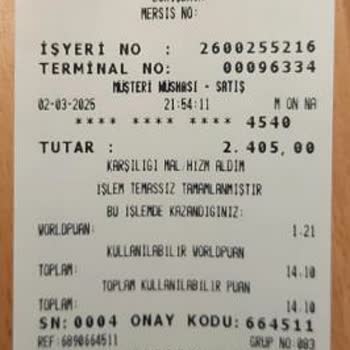 MERSİS NO:
İŞYERİ NO : 2600255216
TERMİNAL NO: 00096334
MÜŞTERİ NÜSHASI - SATIŞ
02-03-2025 21:54:11 M ON NA
**** **** **** 4540
TUTAR : 2.405,00
KARŞILIĞI MAL/HİZM ALDIM
İŞLEM TEMASSIZ TAMAMLANMIŞTIR
BU İŞLEMDE KAZANDIĞINIZ:
WORLDPUAN: 1.21
KULLANILABİLİR WORLDPUAN
TOPLAM: 14.10
TOPLAM KULLANILABİLİR PUAN
TOPLAM: 14.10
SN:0004 ONAY KODU:664511
REF:6890664511 GRUP NO:083